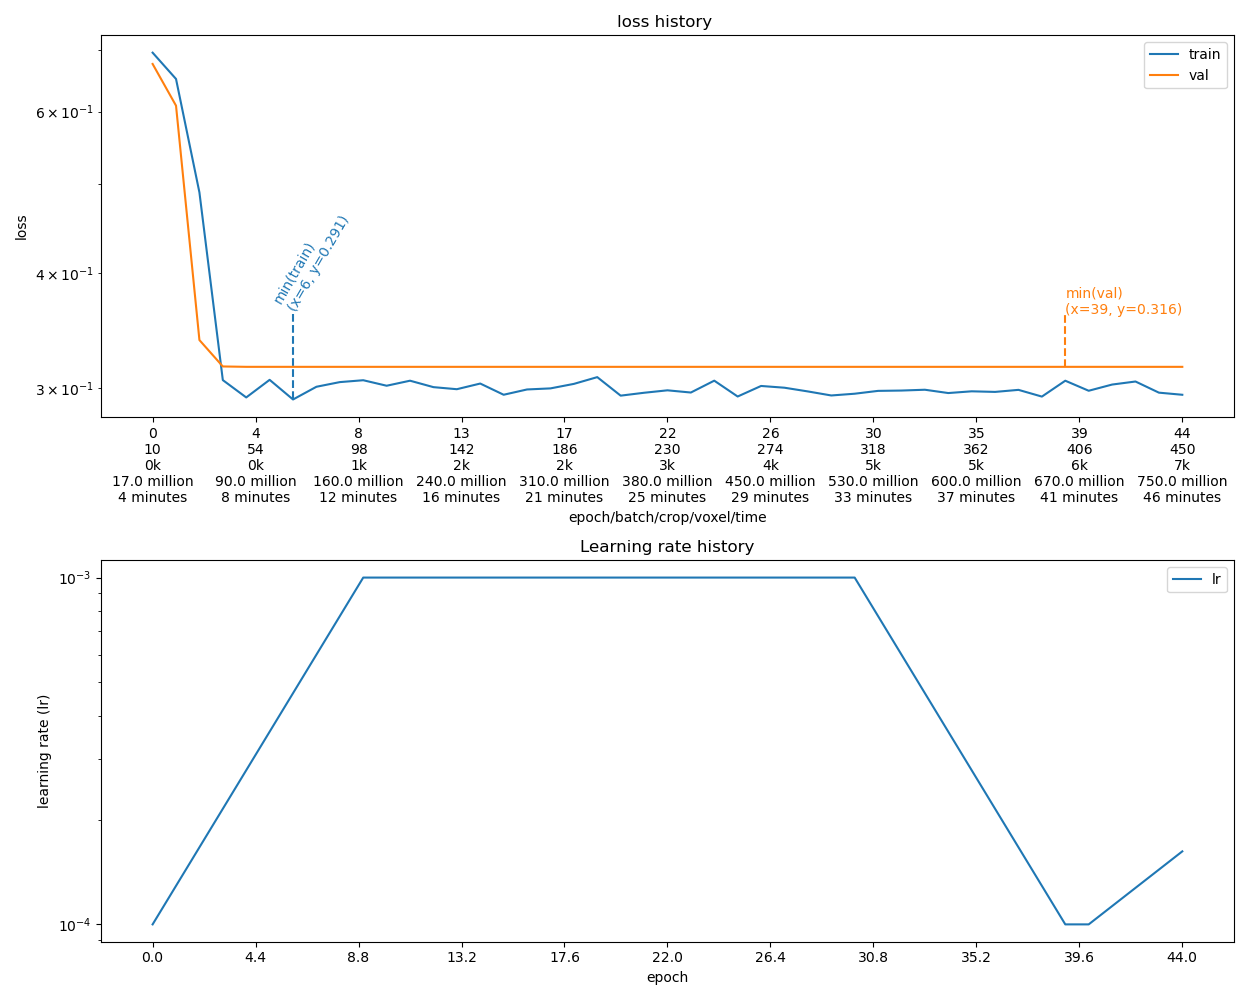 loss history
train
val
6 × 10⁻¹
4 × 10⁻¹
3 × 10⁻¹
loss
min(train)
(x=6, y=0.291)
min(val)
(x=39, y=0.316)
0 4 8 13 17 22 26 30 35 39 44
10 54 98 142 186 230 274 318 362 406 450
0k 0k 1k 2k 2k 3k 4k 5k 5k 6k 7k
17.0 million 90.0 million 160.0 million 240.0 million 310.0 million 380.0 million 450.0 million 530.0 million 600.0 million 670.0 million 750.0 million
4 minutes 8 minutes 12 minutes 16 minutes 21 minutes 25 minutes 29 minutes 33 minutes 37 minutes 41 minutes 46 minutes
epoch/batch/crop/voxel/time
Learning rate history
lr
10⁻³
10⁻⁴
learning rate (lr)
0.0 4.4 8.8 13.2 17.6 22.0 26.4 30.8 35.2 39.6 44.0
epoch